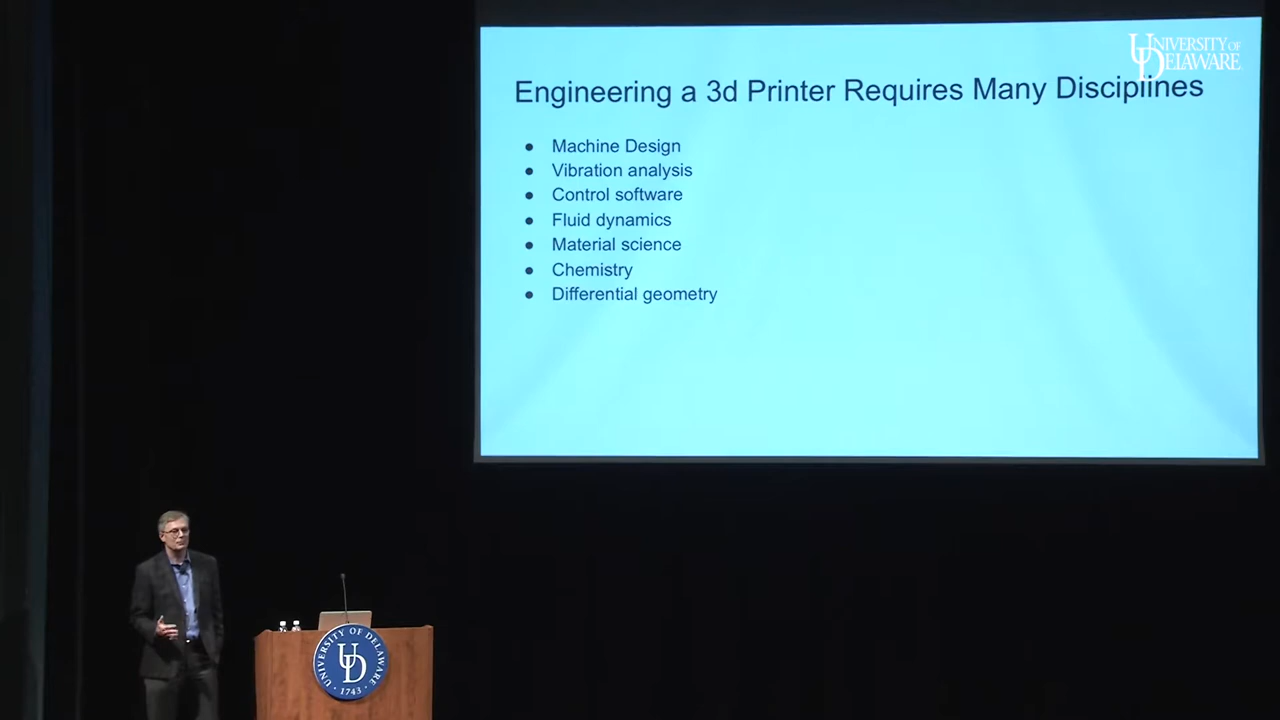 UNIVERSITY OF
DELAWARE
Engineering a 3d Printer Requires Many Disciplines
● Machine Design
● Vibration analysis
● Control software
● Fluid dynamics
● Material science
● Chemistry
● Differential geometry
UNIVERSITY OF DELAWARE
UD
1743